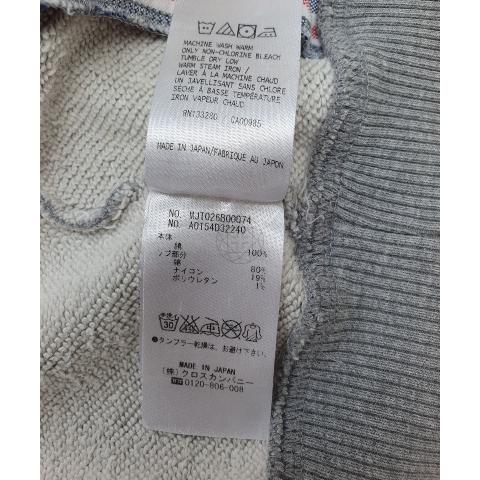 MACHINE WASH WARM
ONLY NON-CHLORINE BLEACH
TUMBLE DRY LOW
WARM STEAM IRON /
LAVER À LA MACHINE CHAUD
UN JAVELLISANT SANS CHLORE
SÈCHE À BASSE TEMPÉRATURE
IRON VAPEUR CHAUD
RN133280 / CA00985
MADE IN JAPAN/FABRIQUE AU JAPON
NO. MJT026B00074
NO. A0154D32240
本体
綿 100%
リブ部分
綿 80%
ナイロン 19%
ポリウレタン 1%
30
●タンブラー乾燥は、お避け下さい。
MADE IN JAPAN
(株)クロスカンパニー
0120-806-008